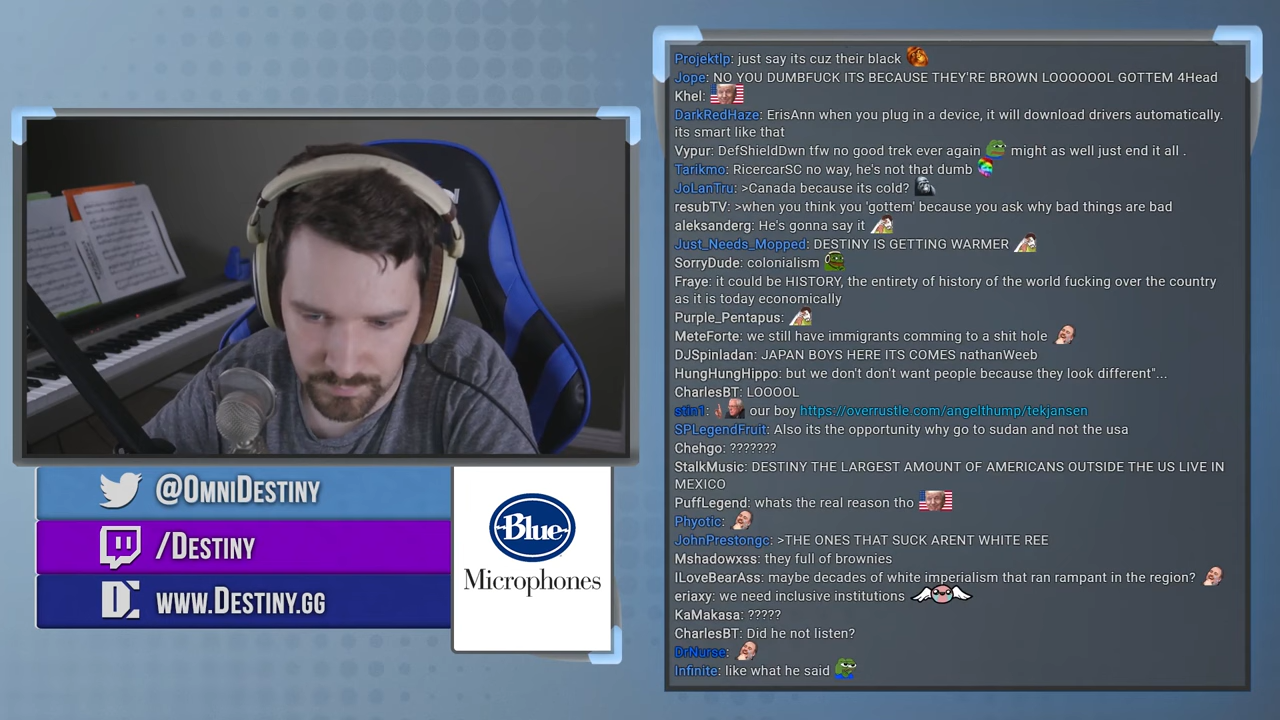 Projektlp: just say its cuz their black
Jope: NO YOU DUMBFUCK ITS BECAUSE THEY'RE BROWN LOOOOOOL GOTTEM 4Head
Khel:
DarkRedHaze: ErisAnn when you plug in a device, it will download drivers automatically.
its smart like that
Vypur: DefShieldDwn tfw no good trek ever again might as well just end it all .
Tarikmo: RicercarSC no way, he's not that dumb
JoLanTru: >Canada because its cold?
resubTV: >when you think you 'gottem' because you ask why bad things are bad
aleksanderg: He's gonna say it
Just_Needs_Mopped: DESTINY IS GETTING WARMER
SorryDude: colonialism
Fraye: it could be HISTORY, the entirety of history of the world fucking over the country
as it is today economically
Purple_Pentapus:
MeteForte: we still have immigrants comming to a shit hole
DJSpinladan: JAPAN BOYS HERE ITS COMES nathanWeeb
HungHungHippo: but we don't don't want people because they look different"...
CharlesBT: LOOOOL
stin1: our boy https://overrustle.com/angelthump/tekjansen
SPLegendFruit: Also its the opportunity why go to sudan and not the usa
Chehgo: ???????
StalkMusic: DESTINY THE LARGEST AMOUNT OF AMERICANS OUTSIDE THE US LIVE IN
MEXICO
PuffLegend: whats the real reason tho
Phyotic:
JohnPrestongc: >THE ONES THAT SUCK ARENT WHITE REE
Mshadowxss: they full of brownies
ILoveBearAss: maybe decades of white imperialism that ran rampant in the region?
eriaxy: we need inclusive institutions
KaMakasa: ?????
CharlesBT: Did he not listen?
DrNurse:
Infinite: like what he said
@OmniDestiny
/Destiny
www.Destiny.gg
Blue
Microphones